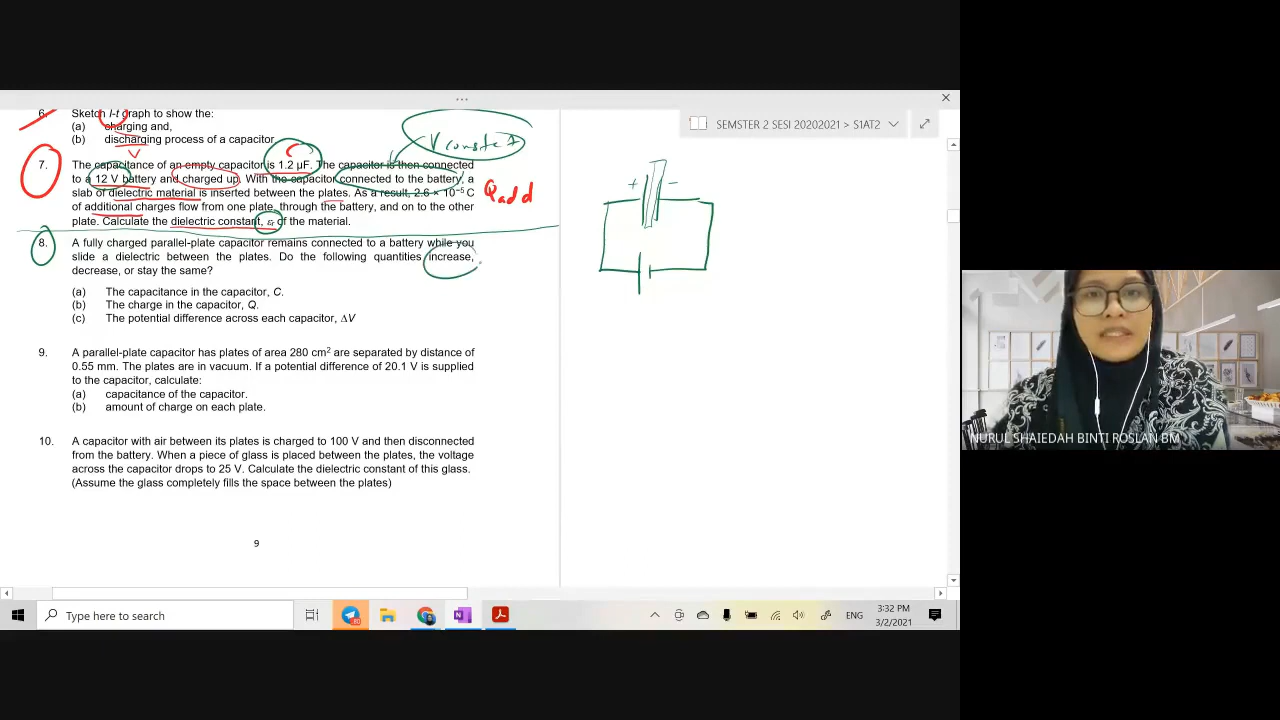 SEMSTER 2 SESI 20202021 > S1AT2
6. Sketch I-t graph to show the:
(a) charging and,
(b) discharging process of a capacitor
V
V constant
7. The capacitance of an empty capacitor is 1.2 μF. The capacitor is then connected
to a 12 V battery and charged up. With the capacitor connected to the battery, a
slab of dielectric material is inserted between the plates. As a result, 2.6 × 10⁻⁵ C
of additional charges flow from one plate, through the battery, and on to the other
plate. Calculate the dielectric constant, εr of the material.
C
Qadd
8. A fully charged parallel-plate capacitor remains connected to a battery while you
slide a dielectric between the plates. Do the following quantities increase,
decrease, or stay the same?
(a) The capacitance in the capacitor, C.
(b) The charge in the capacitor, Q.
(c) The potential difference across each capacitor, ΔV
9. A parallel-plate capacitor has plates of area 280 cm² are separated by distance of
0.55 mm. The plates are in vacuum. If a potential difference of 20.1 V is supplied
to the capacitor, calculate:
(a) capacitance of the capacitor.
(b) amount of charge on each plate.
10. A capacitor with air between its plates is charged to 100 V and then disconnected
from the battery. When a piece of glass is placed between the plates, the voltage
across the capacitor drops to 25 V. Calculate the dielectric constant of this glass.
(Assume the glass completely fills the space between the plates)
9
+ −
NURUL SHAIEDAH BINTI ROSLAN BM
Type here to search
80
ENG
3:32 PM
3/2/2021